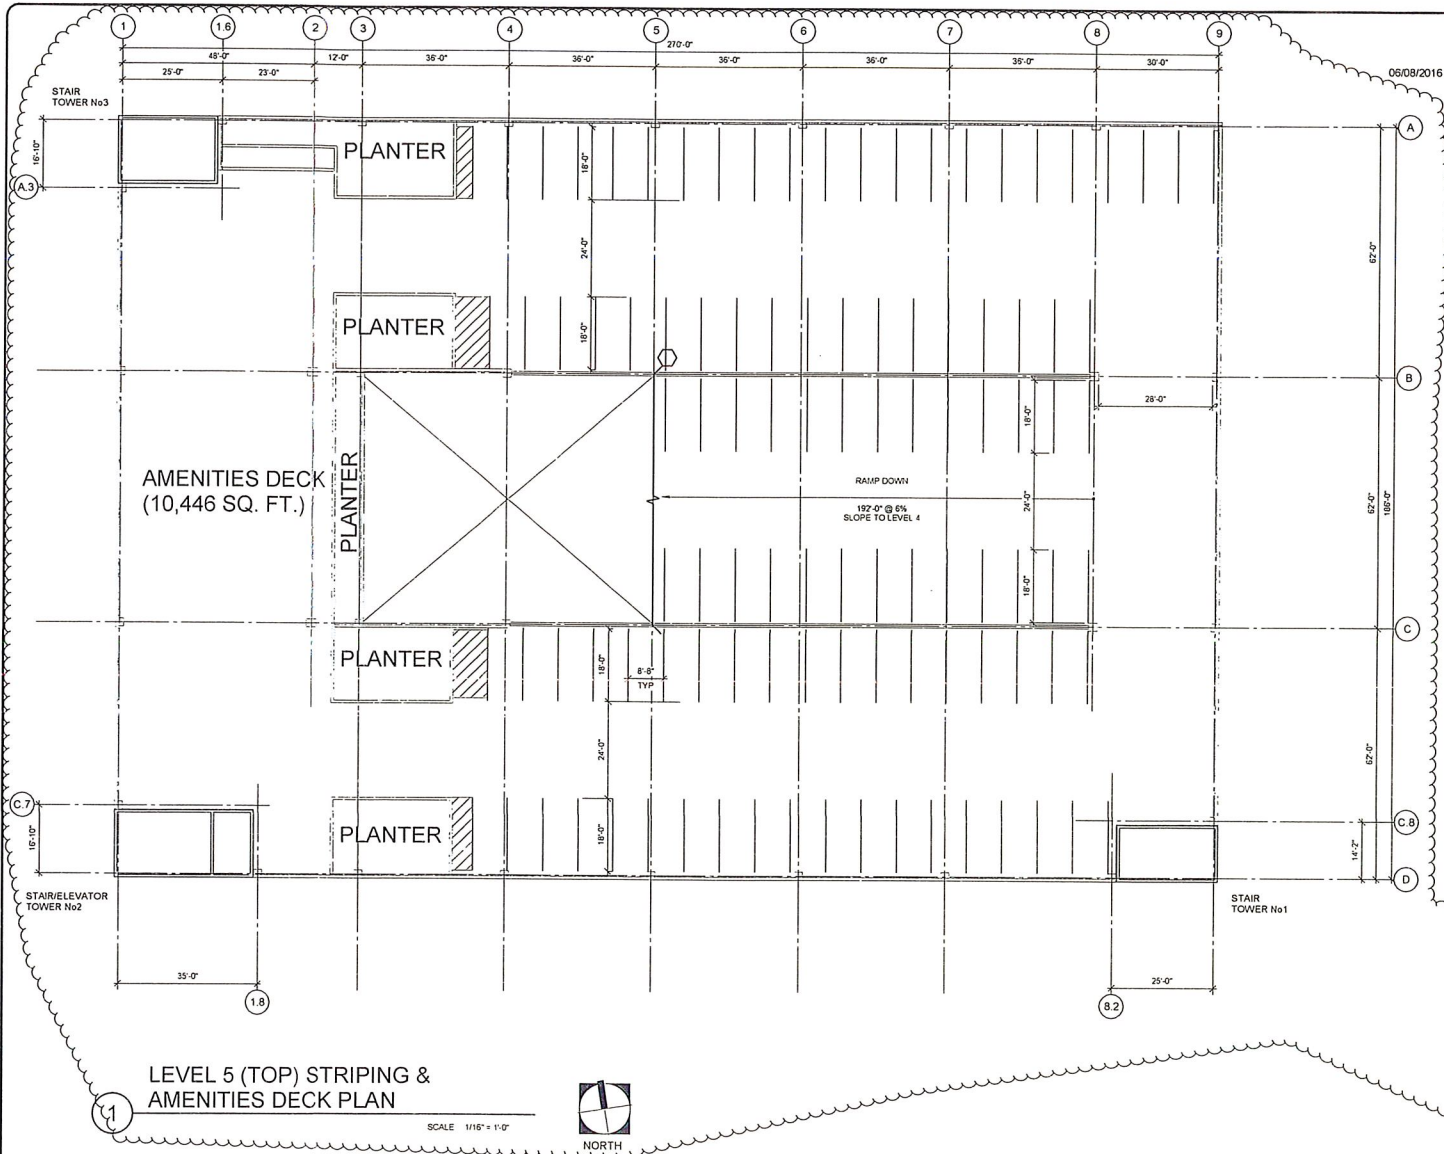 1 1.6 2 3 4 5 6 7 8 9
270'-0"
48'-0" 12'-0" 36'-0" 36'-0" 36'-0" 36'-0" 36'-0" 30'-0"
25'-0" 23'-0"
06/08/2016
STAIR
TOWER No3
A
16'-10"
A.3
PLANTER
18'-0"
24'-0"
62'-0"
PLANTER
18'-0"
B
28'-0"
18'-0"
AMENITIES DECK
(10,446 SQ. FT.)
PLANTER
RAMP DOWN
192'-0" @ 6%
SLOPE TO LEVEL 4
24'-0"
62'-0"
186'-0"
18'-0"
C
PLANTER
18'-0"
8'-8"
TYP
24'-0"
62'-0"
C.7
16'-10"
PLANTER
18'-0"
C.8
14'-2"
D
STAIR/ELEVATOR
TOWER No2
STAIR
TOWER No1
35'-0"
25'-0"
1.8
8.2
LEVEL 5 (TOP) STRIPING &
AMENITIES DECK PLAN
1
SCALE 1/16" = 1'-0"
NORTH